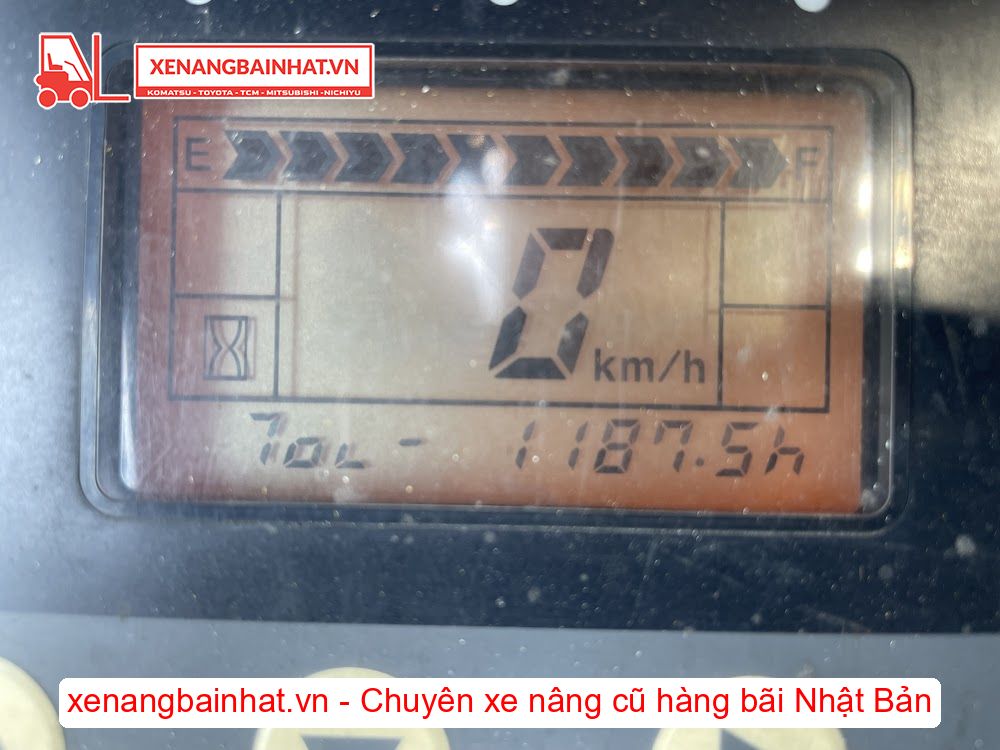 XENANGBAINHAT.VN
KOMATSU - TOYOTA - TCM - MITSUBISHI - NICHIYU
E F
0 km/h
1187.5h
xenangbainhat.vn - Chuyên xe nâng cũ hàng bãi Nhật Bản